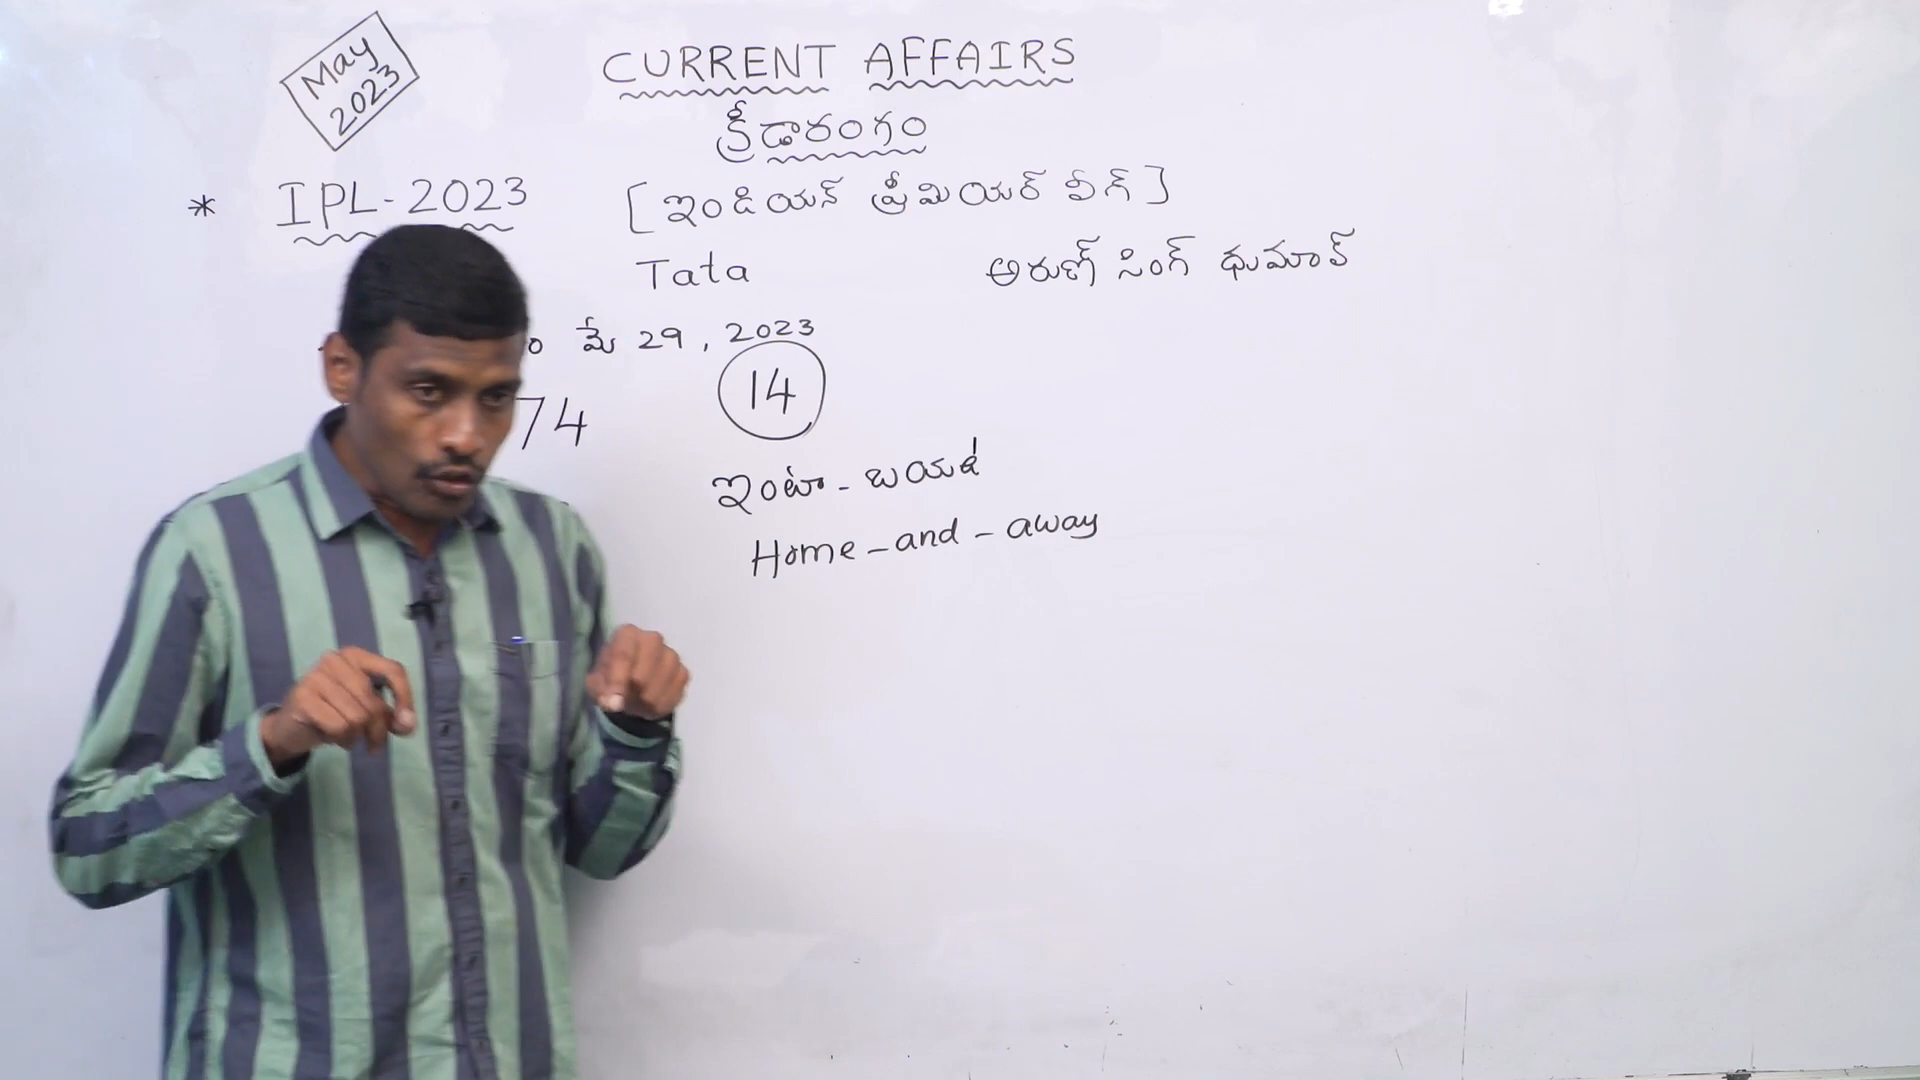 May
2023
CURRENT AFFAIRS
క్రీడారంగం
* IPL-2023 [ఇండియన్ ప్రీమియర్ లీగ్]
Tata అరుణ్ సింగ్ ధుమాల్
మే 29, 2023
74 14
ఇంటా - బయట
Home-and-away